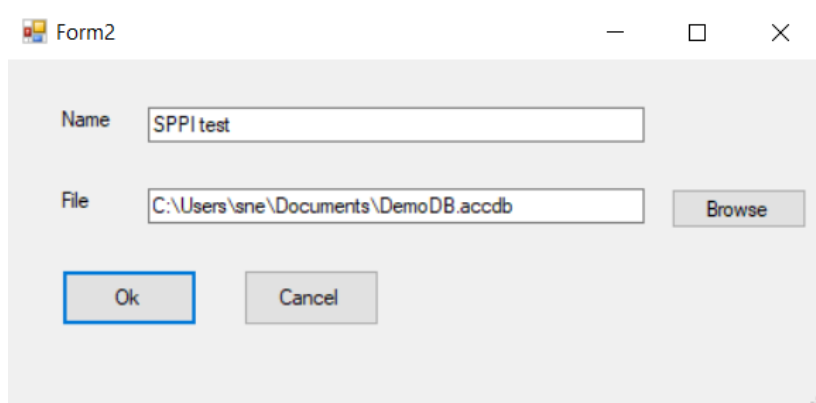 Form2
Name SPPI test
File C:\Users\sne\Documents\DemoDB.accdb Browse
Ok Cancel